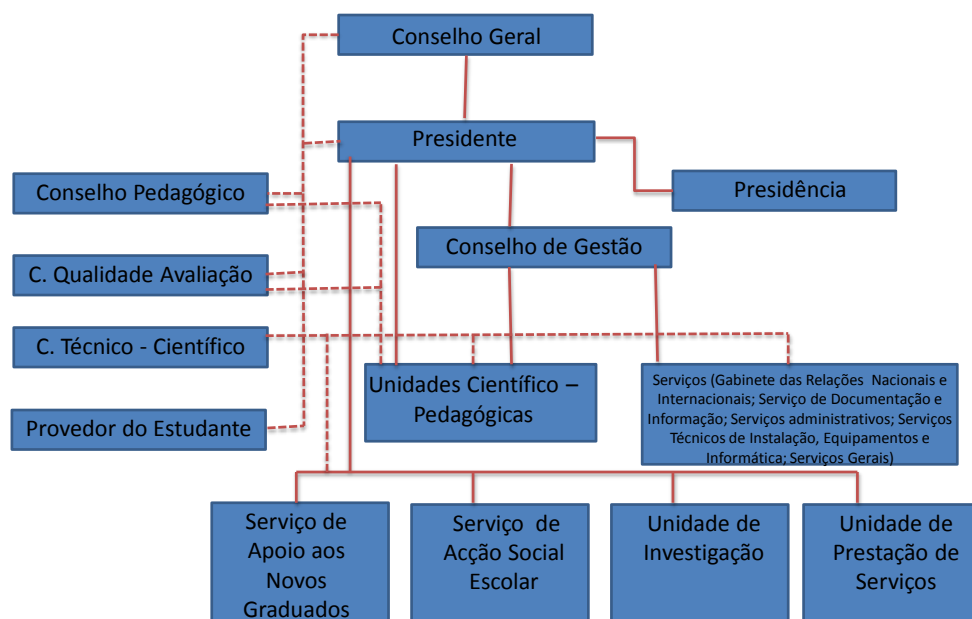 Conselho Geral
Presidente
Conselho Pedagógico
Presidência
Conselho de Gestão
C. Qualidade Avaliação
C. Técnico - Científico
Unidades Científico –
Pedagógicas
Serviços (Gabinete das Relações Nacionais e
Internacionais; Serviço de Documentação e
Informação; Serviços administrativos; Serviços
Técnicos de Instalação, Equipamentos e
Informática; Serviços Gerais)
Provedor do Estudante
Serviço de
Apoio aos
Novos
Graduados
Serviço de
Acção Social
Escolar
Unidade de
Investigação
Unidade de
Prestação de
Serviços